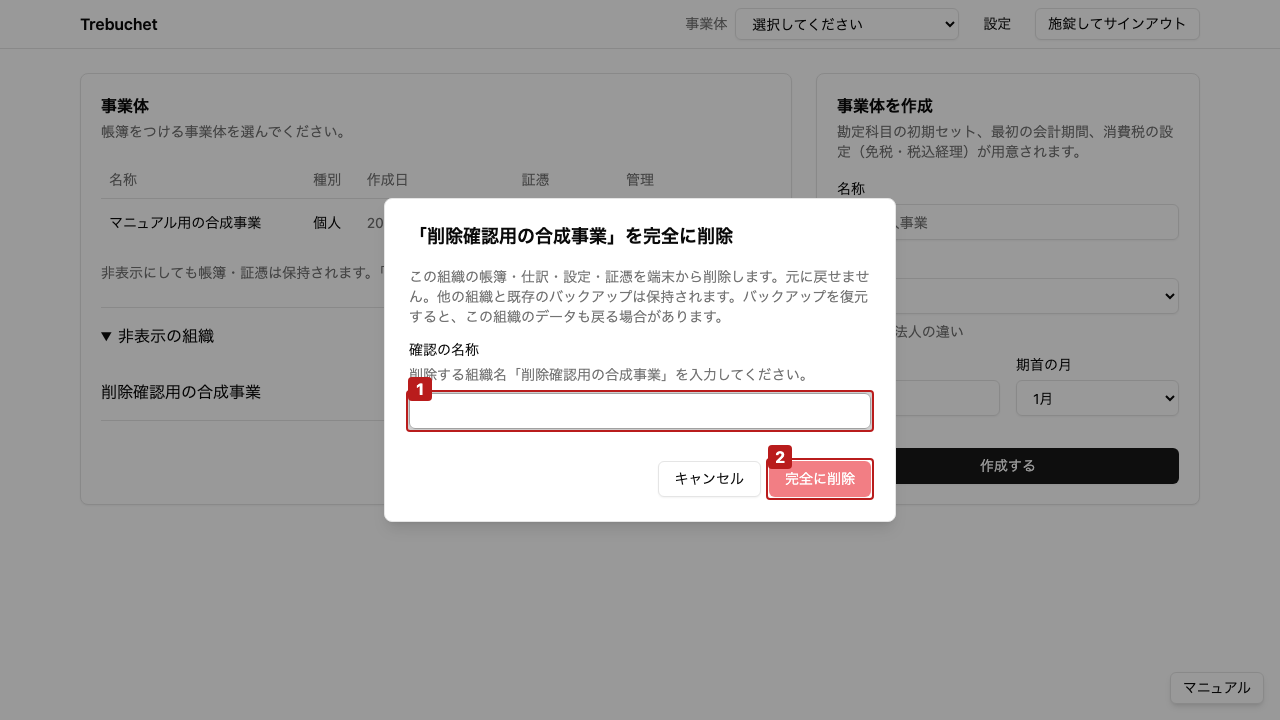 Trebuchet
事業体
選択してください
設定
施錠してサインアウト
事業体
帳簿をつける事業体を選んでください。
名称
種別
作成日
証憑
管理
マニュアル用の合成事業
個人
20
非表示にしても帳簿・証憑は保持されます。
非表示の組織
削除確認用の合成事業
事業体を作成
勘定科目の初期セット、最初の会計期間、消費税の設
定（免税・税込経理）が用意されます。
名称
事業
法人の違い
期首の月
1月
作成する
「削除確認用の合成事業」を完全に削除
この組織の帳簿・仕訳・設定・証憑を端末から削除します。元に戻せませ
ん。他の組織と既存のバックアップは保持されます。バックアップを復元
すると、この組織のデータも戻る場合があります。
確認の名称
削除する組織名「削除確認用の合成事業」を入力してください。
1
キャンセル
2
完全に削除
マニュアル